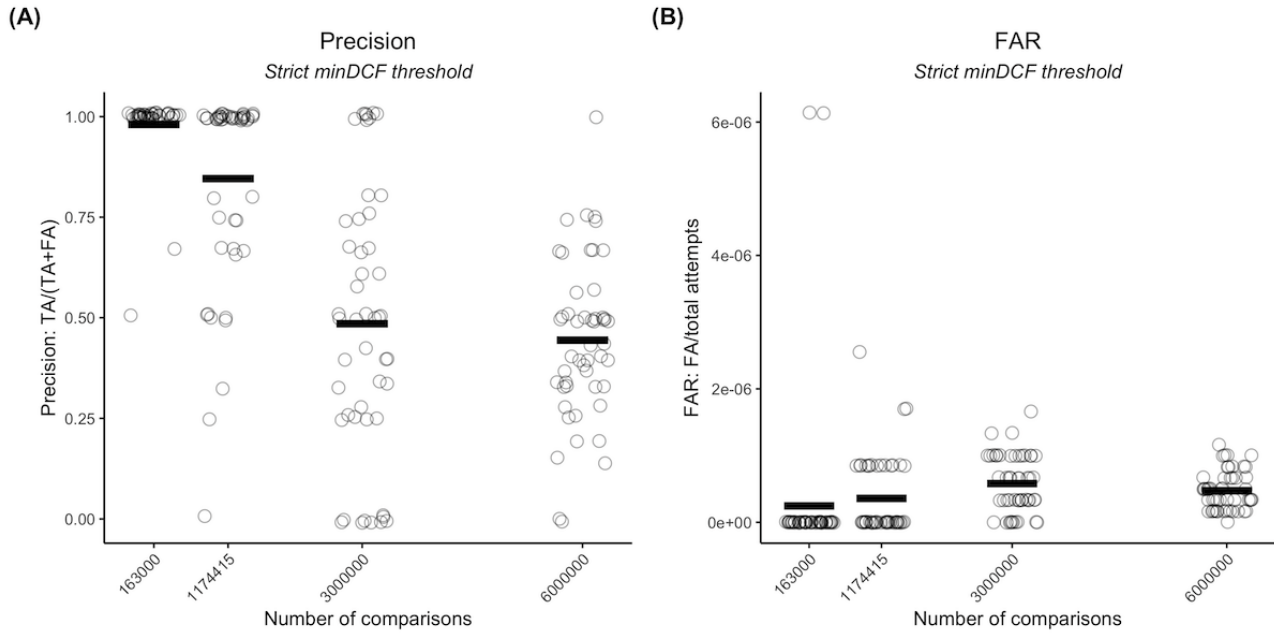 (A)
Precision
Strict minDCF threshold
Precision: TA/(TA+FA)
1.00
0.75
0.50
0.25
0.00
163000
1174415
3000000
6000000
Number of comparisons
(B)
FAR
Strict minDCF threshold
FAR: FA/total attempts
6e-06
4e-06
2e-06
0e+00
163000
1174415
3000000
6000000
Number of comparisons